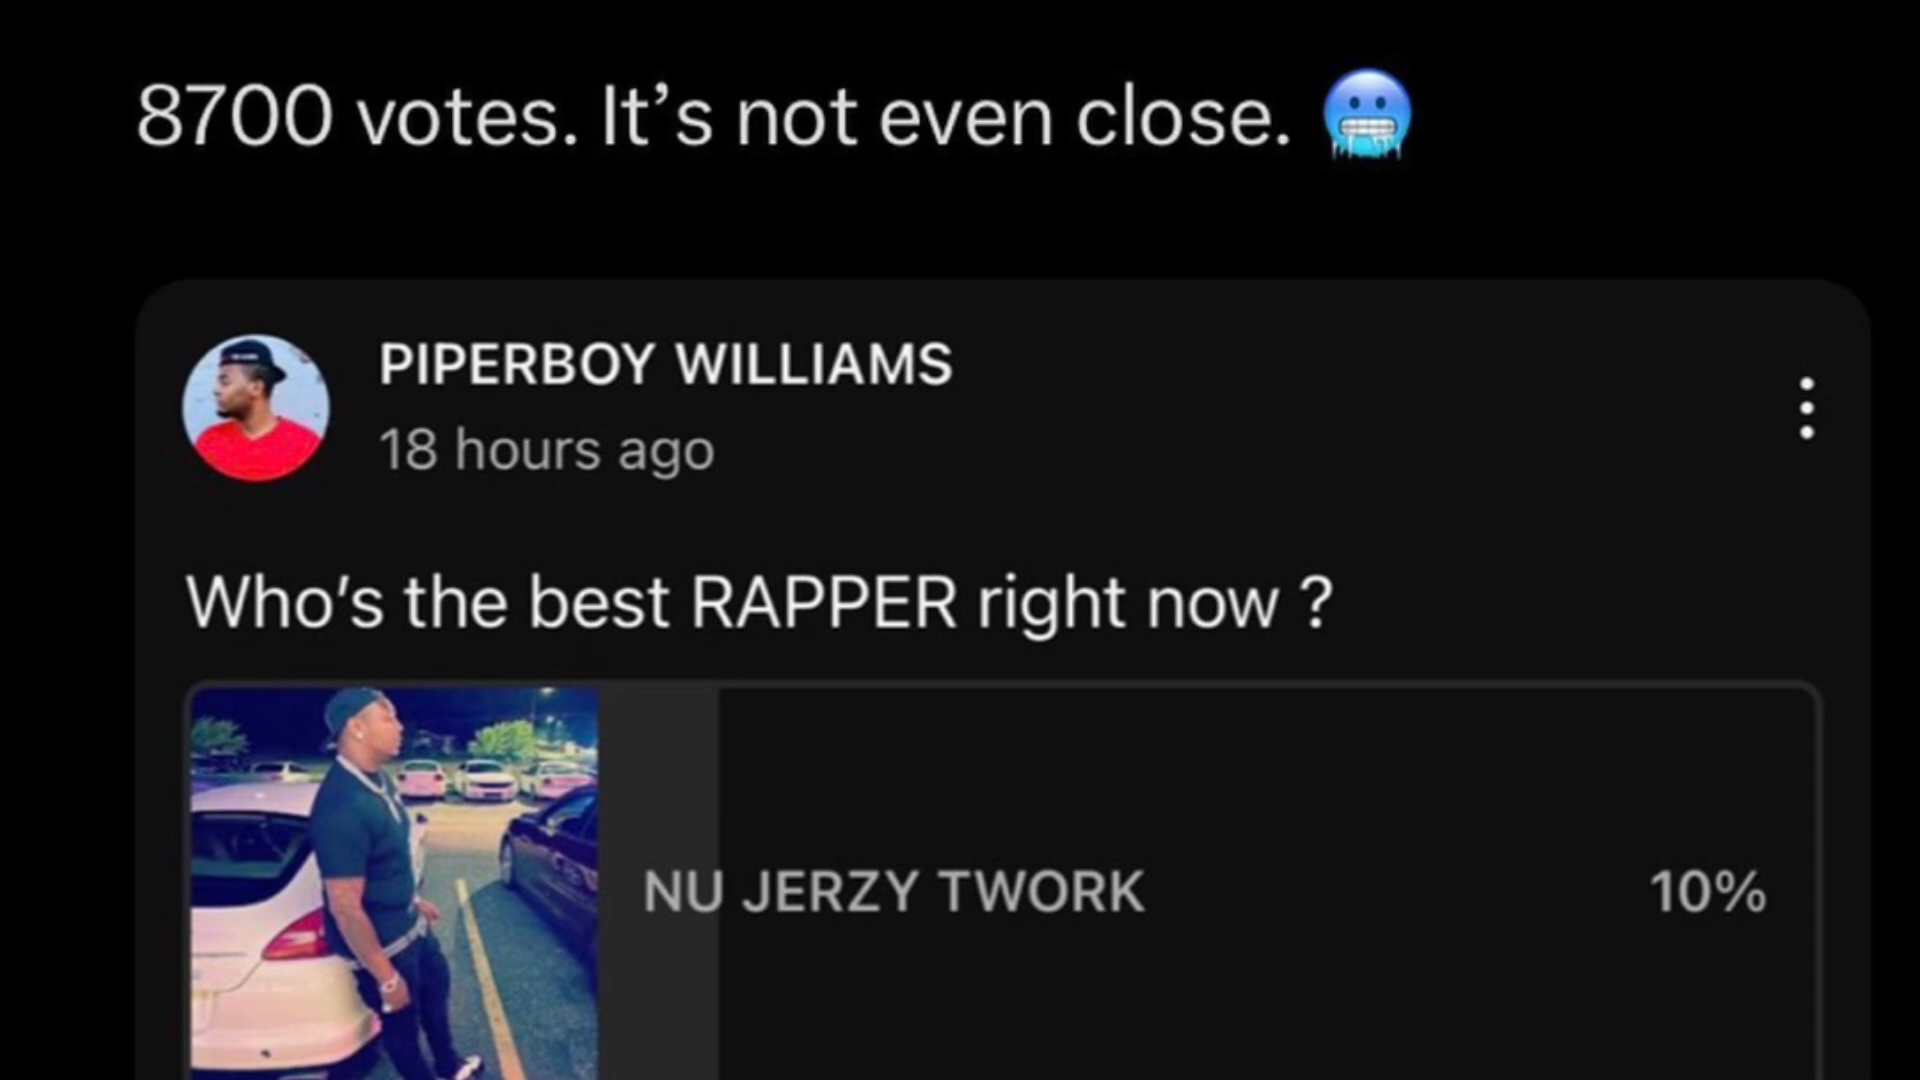 8700 votes. It’s not even close. 🥶
PIPERBOY WILLIAMS
18 hours ago
Who’s the best RAPPER right now ?
NU JERZY TWORK
10%